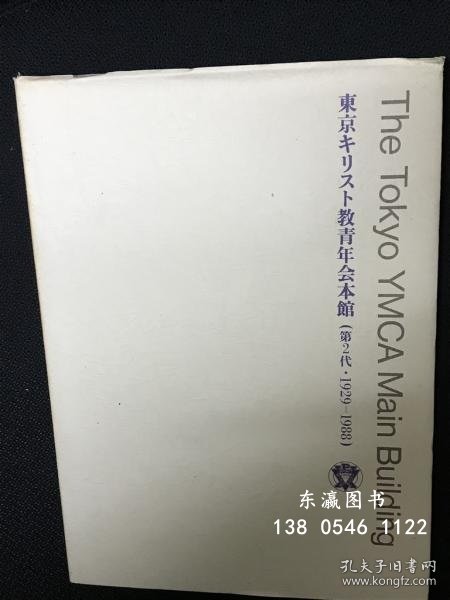 The Tokyo YMCA Main Building
東京キリスト教青年会本館
(第2代・1929–1988)
东瀛图书
138 0546 1122
孔夫子旧书网
www.kongfz.com